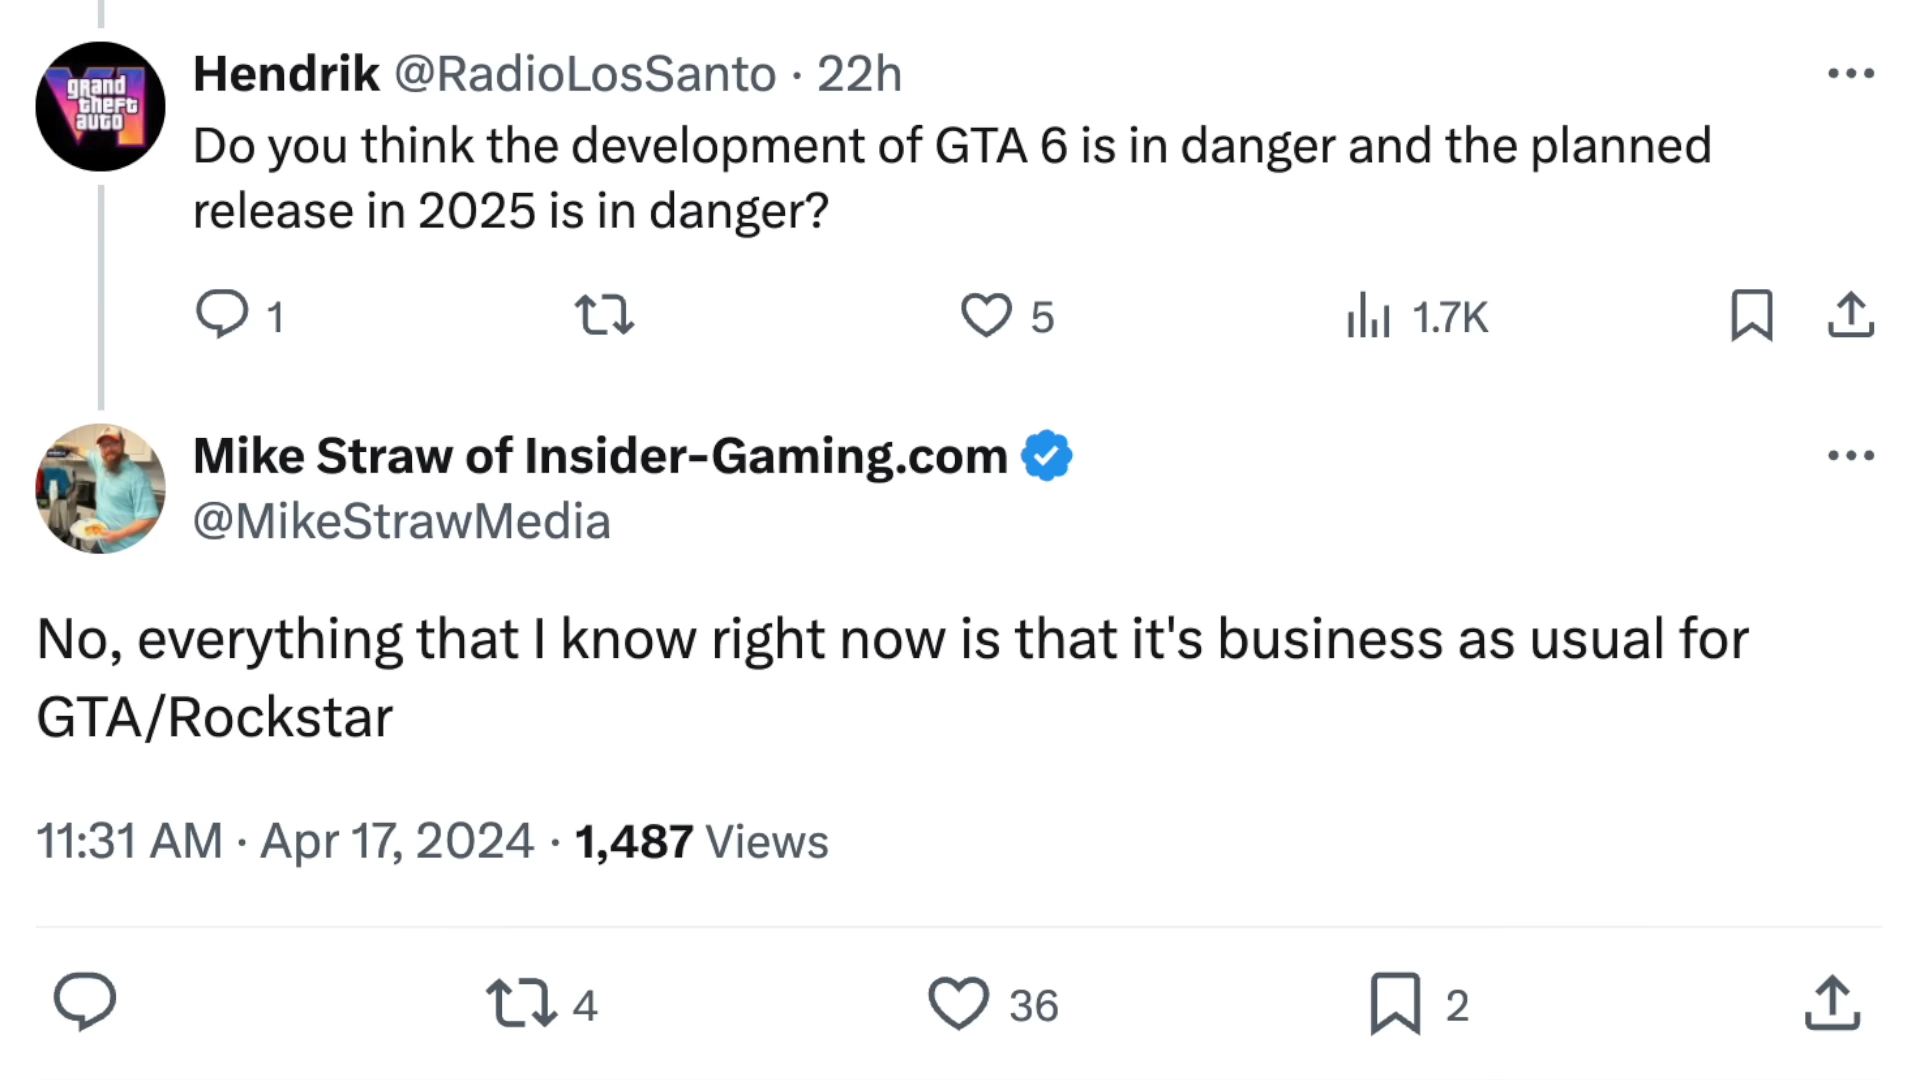 grand
theft
auto
VI
Hendrik @RadioLosSanto · 22h
Do you think the development of GTA 6 is in danger and the planned
release in 2025 is in danger?
1 5 1.7K
Mike Straw of Insider-Gaming.com
@MikeStrawMedia
No, everything that I know right now is that it's business as usual for
GTA/Rockstar
11:31 AM · Apr 17, 2024 · 1,487 Views
4 36 2